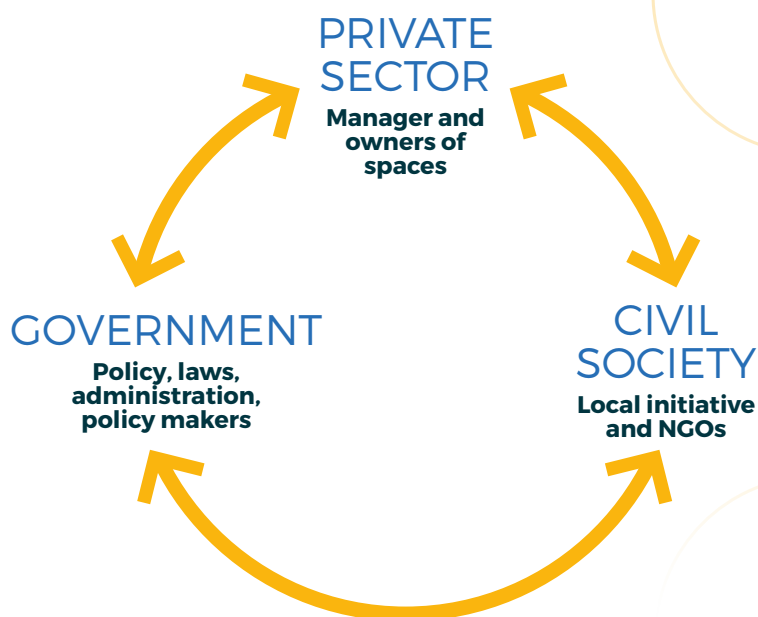 PRIVATE
SECTOR
Manager and
owners of
spaces
GOVERNMENT
Policy, laws,
administration,
policy makers
CIVIL
SOCIETY
Local initiative
and NGOs